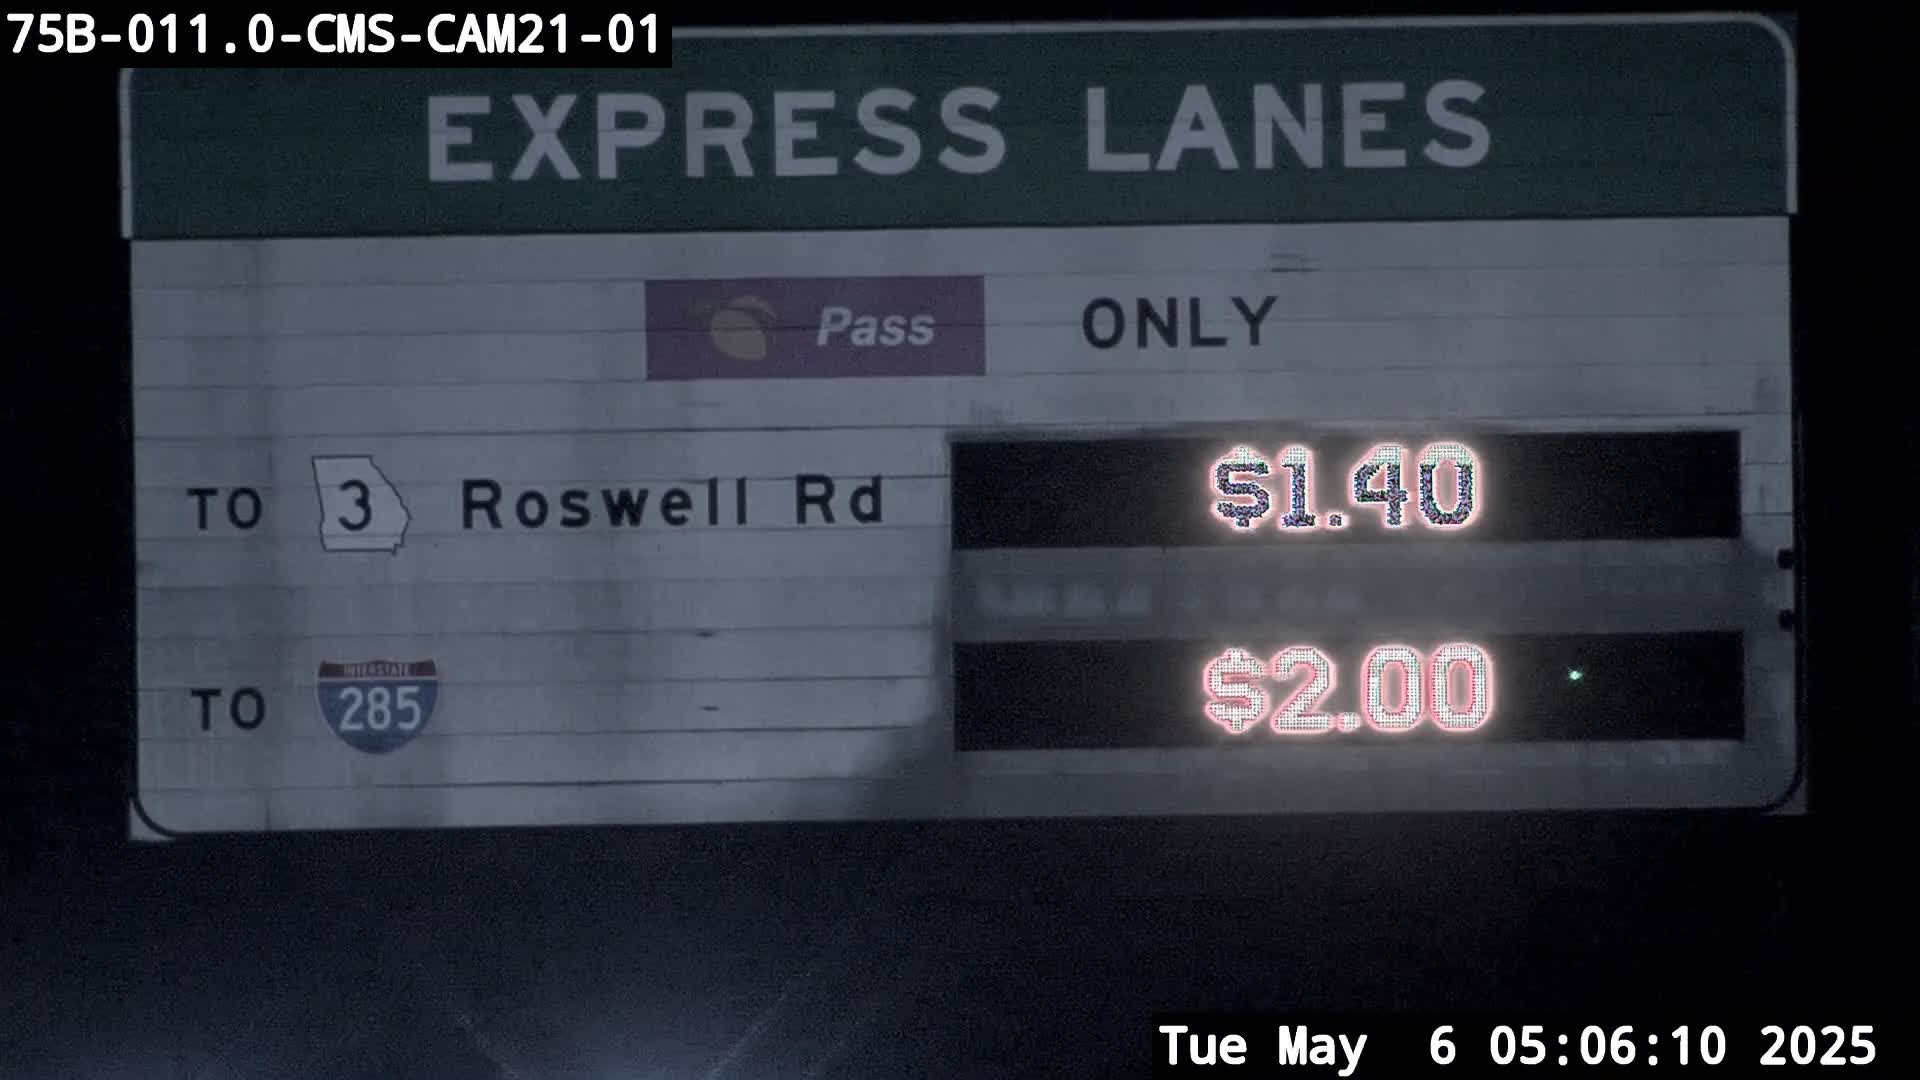 75B-011.0-CMS-CAM21-01
EXPRESS LANES
Pass ONLY
TO 3 Roswell Rd $1.40
INTERSTATE
TO 285 $2.00
Tue May 6 05:06:10 2025